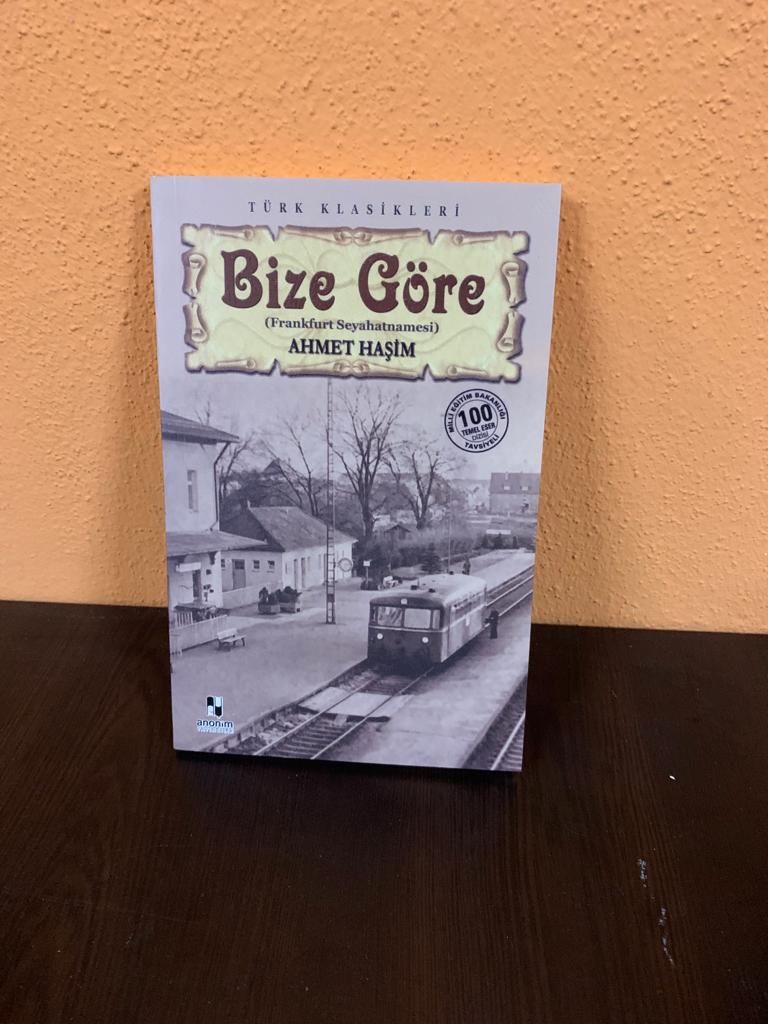 TÜRK KLASİKLERİ
Bize Göre
(Frankfurt Seyahatnamesi)
AHMET HAŞİM
MİLLİ EĞİTİM BAKANLIĞI
100
TEMEL ESER
DİZİSİ
TAVSİYELİ
anonim
YAYINCILIK